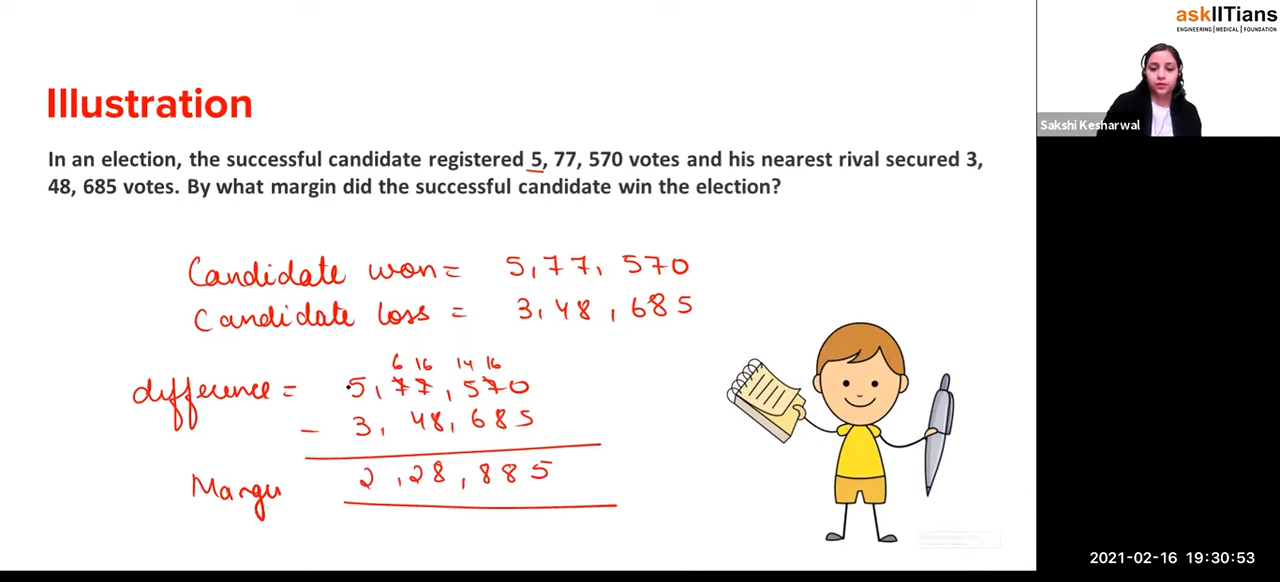 askIITians
ENGINEERING | MEDICAL | FOUNDATION
Sakshi Kesharwal
Illustration
In an election, the successful candidate registered 5, 77, 570 votes and his nearest rival secured 3,
48, 685 votes. By what margin did the successful candidate win the election?
Candidate won = 5,77, 570
Candidate loss = 3,48, 685
6 16 14 16
difference = 5,77,570
- 3, 48,685
Margin 2,28,885
2021-02-16 19:30:53